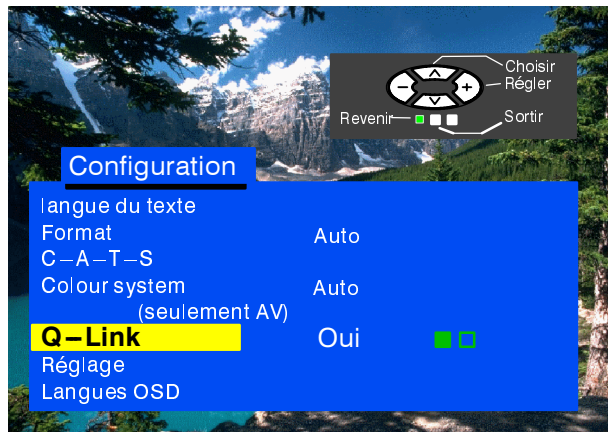 Choisir
Régler
Revenir
Sortir
Configuration
langue du texte
Format Auto
C–A–T–S
Colour system Auto
(seulement AV)
Q–Link Oui
Réglage
Langues OSD